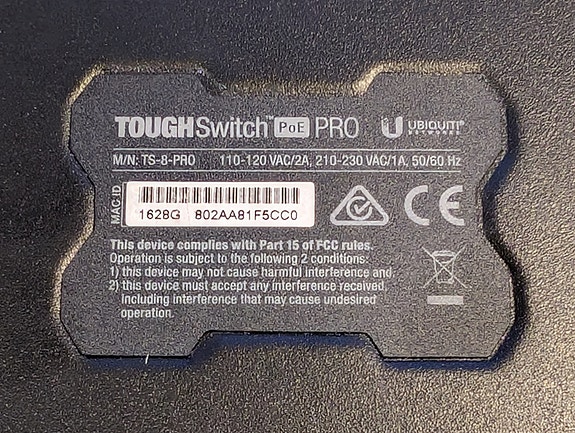 TOUGHSwitch™ PoE PRO UBIQUITI NETWORKS
M/N: TS-8-PRO 110-120 VAC/2A, 210-230 VAC/1A, 50/60 Hz
MAC ID
1628G 802AA81F5CC0
CE
This device complies with Part 15 of FCC rules.
Operation is subject to the following 2 conditions:
1) this device may not cause harmful interference and
2) this device must accept any interference received,
Including interference that may cause undesired
operation.